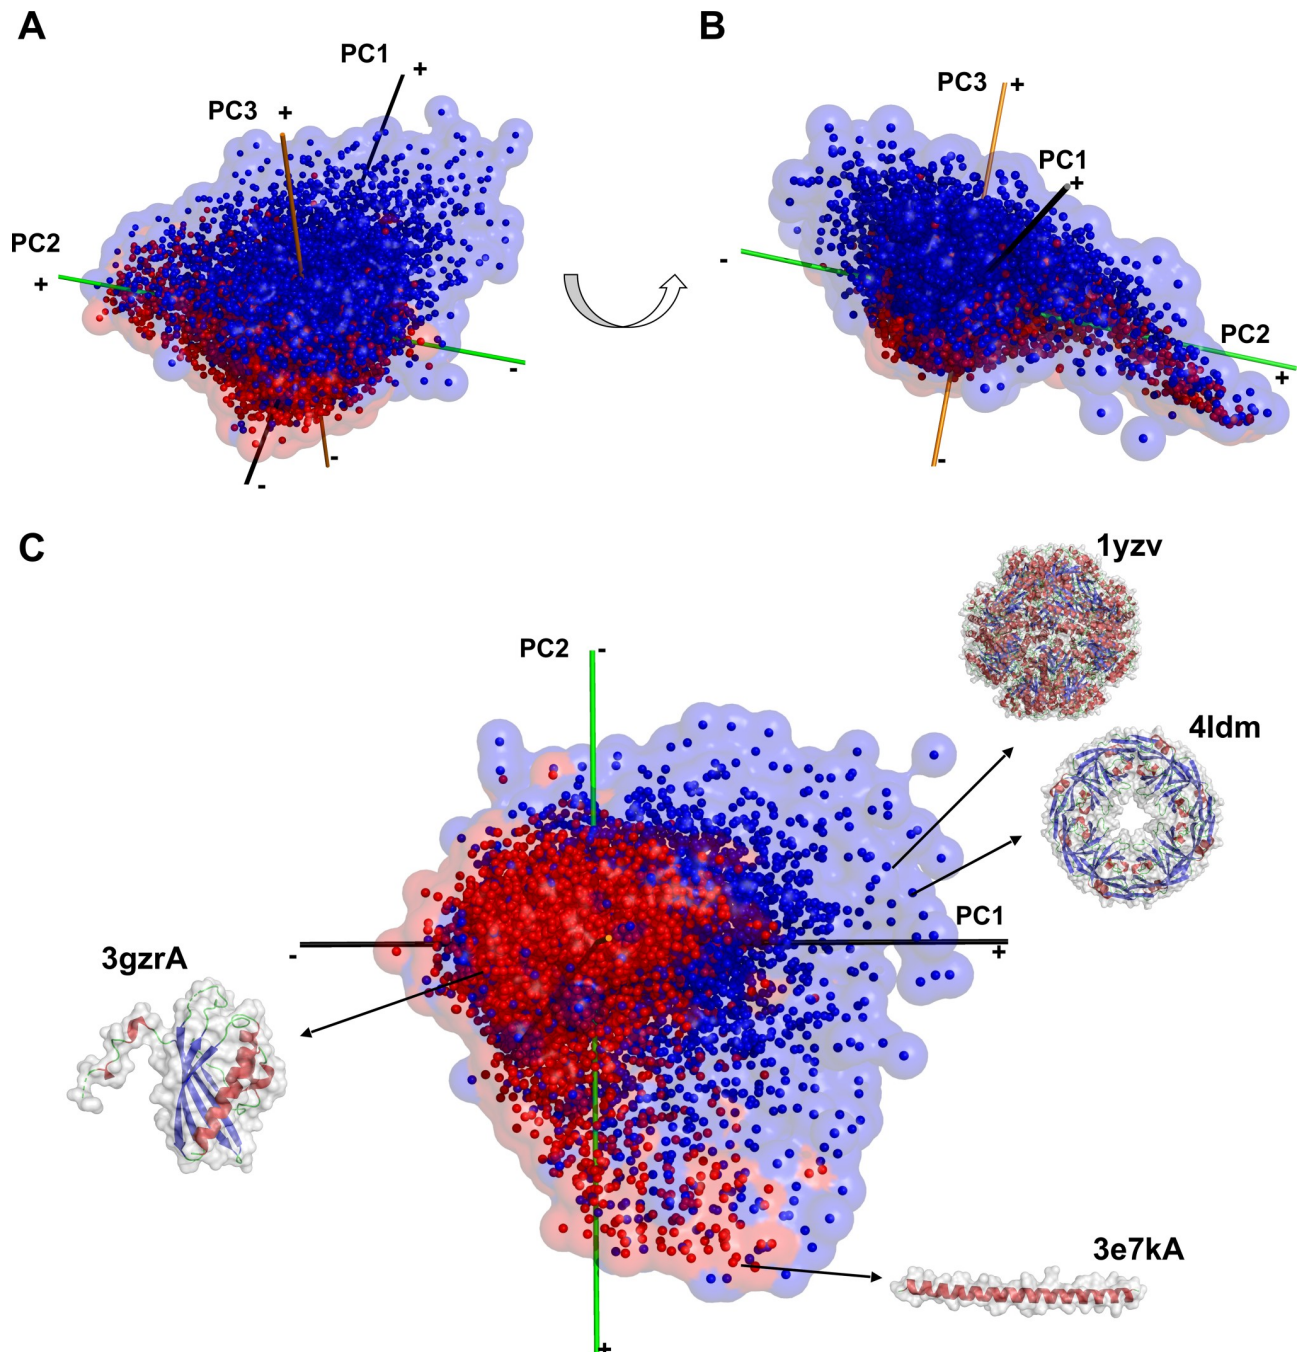 A
PC1
+
PC3 +
PC2
+
-
-
-
B
PC3 +
PC1
+
-
PC2
+
-
C
1yzv
PC2 -
4ldm
PC1
+
-
3gzrA
3e7kA
+